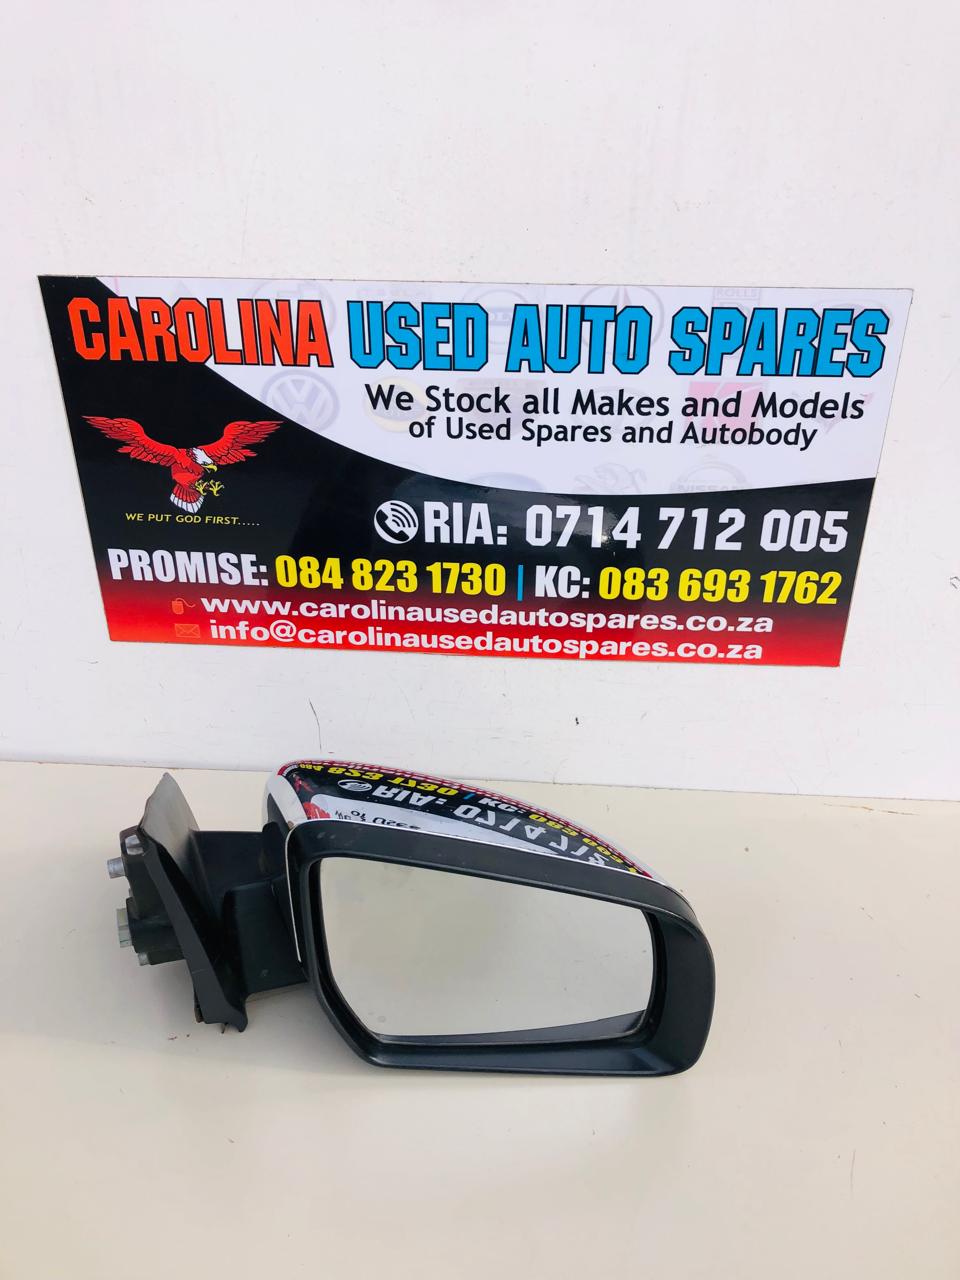 CAROLINA USED AUTO SPARES
We Stock all Makes and Models
of Used Spares and Autobody
WE PUT GOD FIRST.....
RIA: 0714 712 005
PROMISE: 084 823 1730 | KC: 083 693 1762
www.carolinausedautospares.co.za
info@carolinausedautospares.co.za